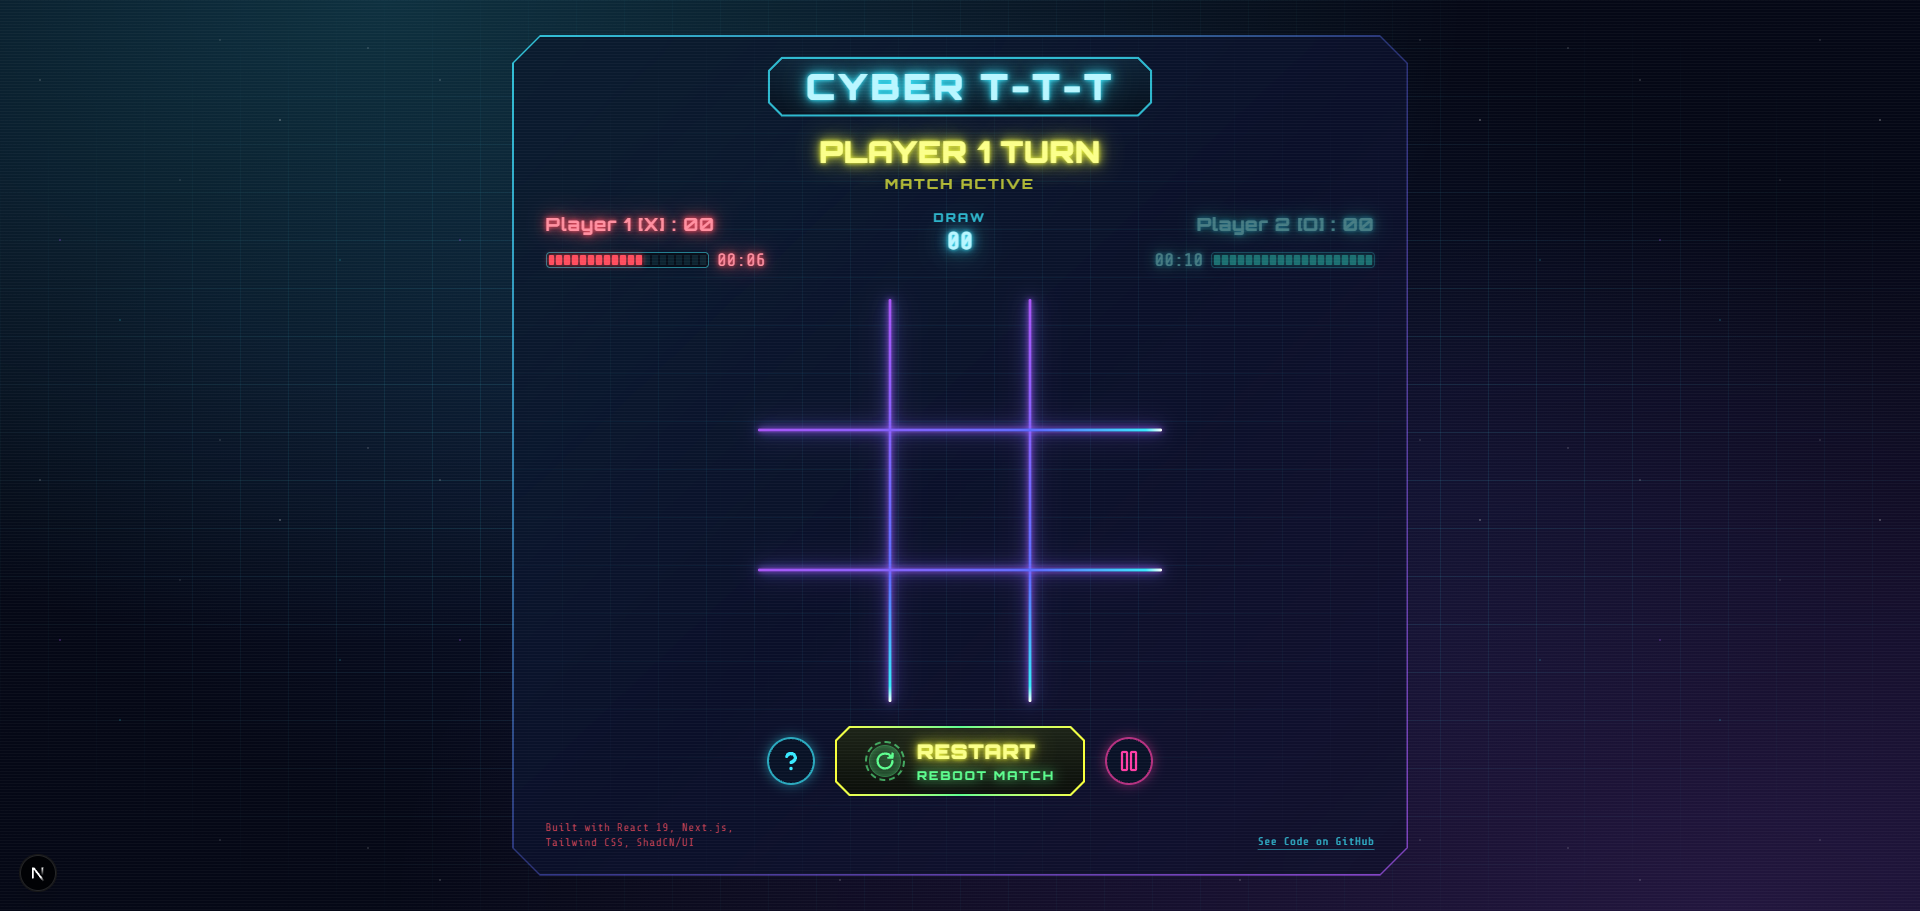 CYBER T-T-T
PLAYER 1 TURN
MATCH ACTIVE
Player 1 [X] : 00
00:06
DRAW
00
Player 2 [O] : 00
00:10
?
RESTART
REBOOT MATCH
Built with React 19, Next.js,
Tailwind CSS, ShadCN/UI
See Code on GitHub
N